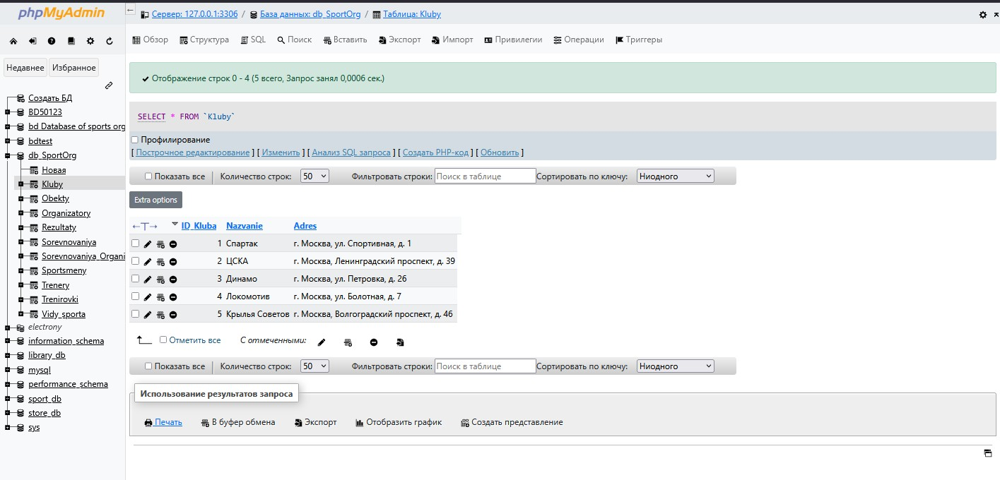 phpMyAdmin
Недавнее Избранное
Создать БД
BD50123
bd Database of sports org
bdtest
db_SportOrg
Новая
Kluby
Obekty
Organizatory
Rezultaty
Sorevnovaniya
Sorevnovaniya_Organi
Sportsmeny
Trenery
Trenirovki
Vidy_sporta
electrony
information_schema
library_db
mysql
performance_schema
sport_db
store_db
sys
Сервер: 127.0.0.1:3306 / База данных: db_SportOrg / Таблица: Kluby
Обзор Структура SQL Поиск Вставить Экспорт Импорт Привилегии Операции Триггеры
Отображение строк 0 - 4 (5 всего, Запрос занял 0,0006 сек.)
SELECT * FROM `Kluby`
Профилирование
[ Построчное редактирование ] [ Изменить ] [ Анализ SQL запроса ] [ Создать PHP-код ] [ Обновить ]
Показать все Количество строк: 50 Фильтровать строки: Поиск в таблице Сортировать по ключу: Ниодного
Extra options
←T→ ID_Kluba Nazvanie Adres
1 Спартак г. Москва, ул. Спортивная, д. 1
2 ЦСКА г. Москва, Ленинградский проспект, д. 39
3 Динамо г. Москва, ул. Петровка, д. 26
4 Локомотив г. Москва, ул. Болотная, д. 7
5 Крылья Советов г. Москва, Волгоградский проспект, д. 46
Отметить все С отмеченными:
Показать все Количество строк: 50 Фильтровать строки: Поиск в таблице Сортировать по ключу: Ниодного
Использование результатов запроса
Печать В буфер обмена Экспорт Отобразить график Создать представление